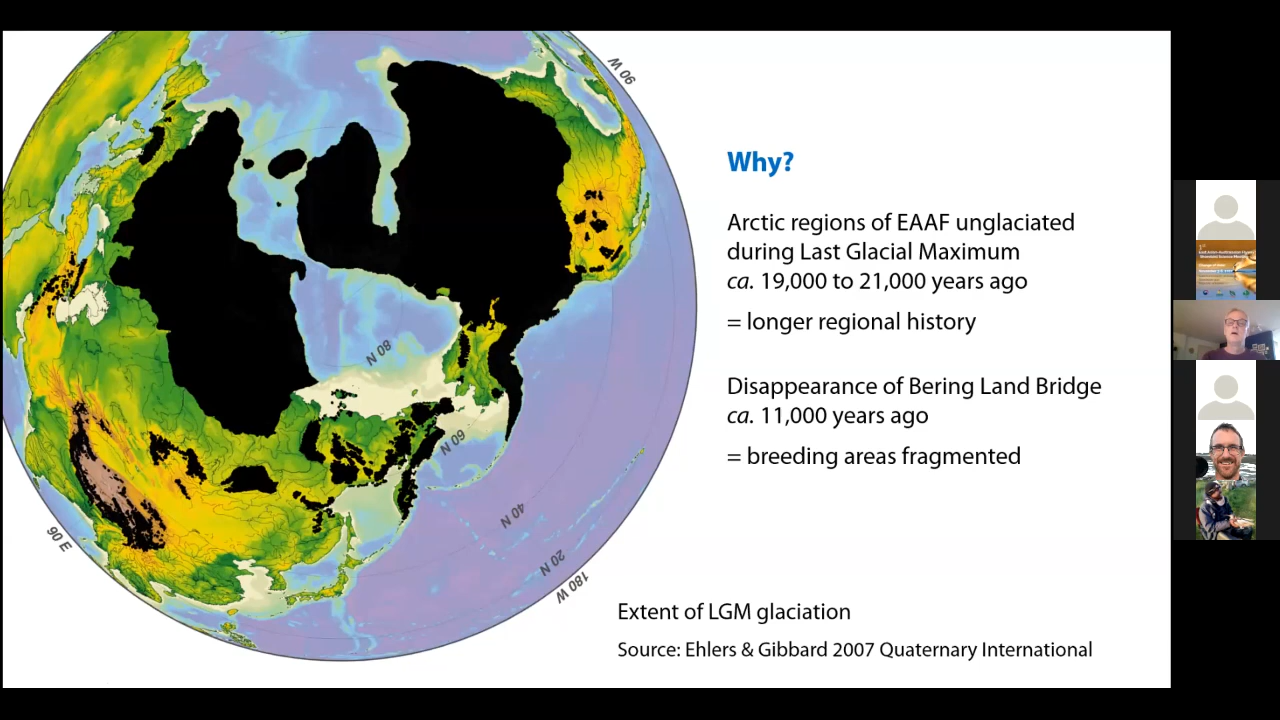 90 W
Why?
Arctic regions of EAAF unglaciated
during Last Glacial Maximum
ca. 19,000 to 21,000 years ago
= longer regional history
80 N
Disappearance of Bering Land Bridge
ca. 11,000 years ago
60 N
= breeding areas fragmented
40 N
90 E
20 N
180 W
Extent of LGM glaciation
Source: Ehlers & Gibbard 2007 Quaternary International